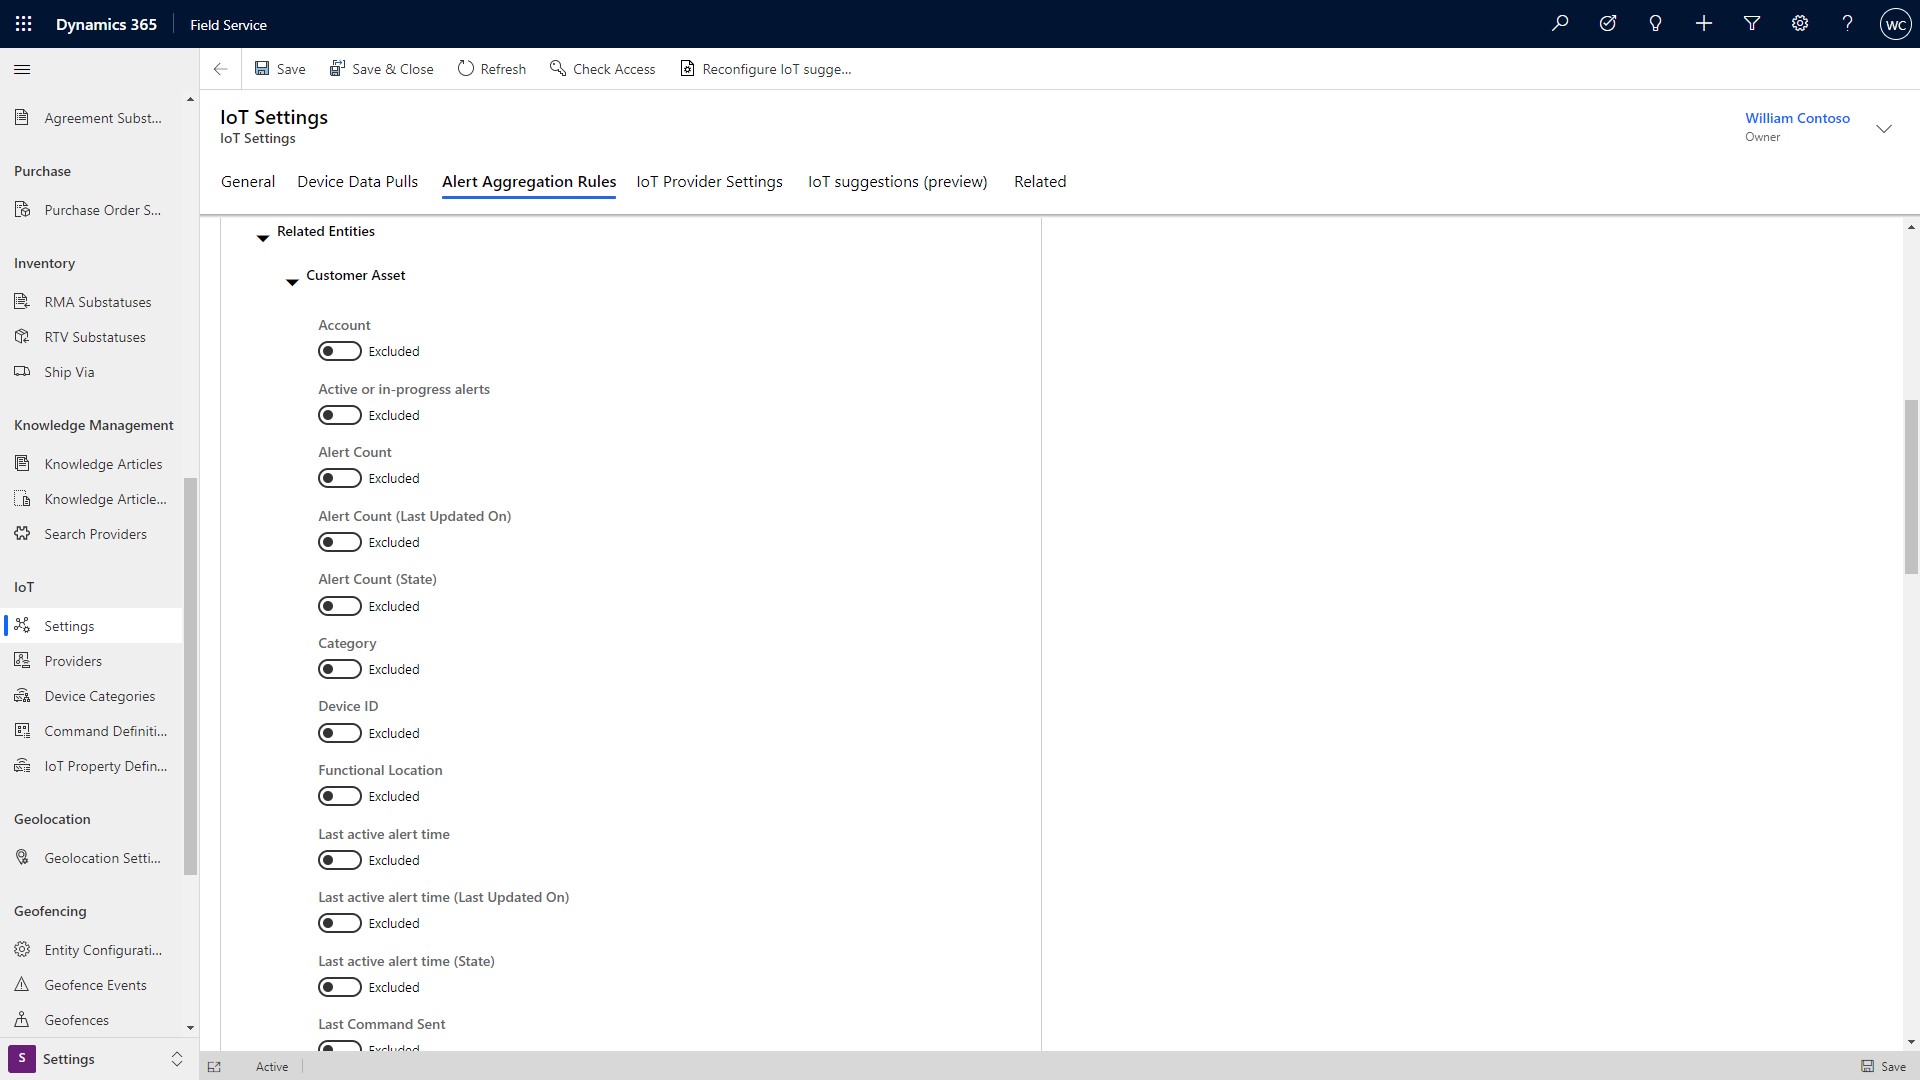 Dynamics 365
Field Service
WC
Save
Save & Close
Refresh
Check Access
Reconfigure IoT sugge...
Agreement Subst...
Purchase
Purchase Order S...
Inventory
RMA Substatuses
RTV Substatuses
Ship Via
Knowledge Management
Knowledge Articles
Knowledge Article...
Search Providers
IoT
Settings
Providers
Device Categories
Command Definiti...
IoT Property Defin...
Geolocation
Geolocation Setti...
Geofencing
Entity Configurati...
Geofence Events
Geofences
S Settings
IoT Settings
IoT Settings
William Contoso
Owner
General
Device Data Pulls
Alert Aggregation Rules
IoT Provider Settings
IoT suggestions (preview)
Related
Related Entities
Customer Asset
Account
Excluded
Active or in-progress alerts
Excluded
Alert Count
Excluded
Alert Count (Last Updated On)
Excluded
Alert Count (State)
Excluded
Category
Excluded
Device ID
Excluded
Functional Location
Excluded
Last active alert time
Excluded
Last active alert time (Last Updated On)
Excluded
Last active alert time (State)
Excluded
Last Command Sent
Excluded
Active
Save